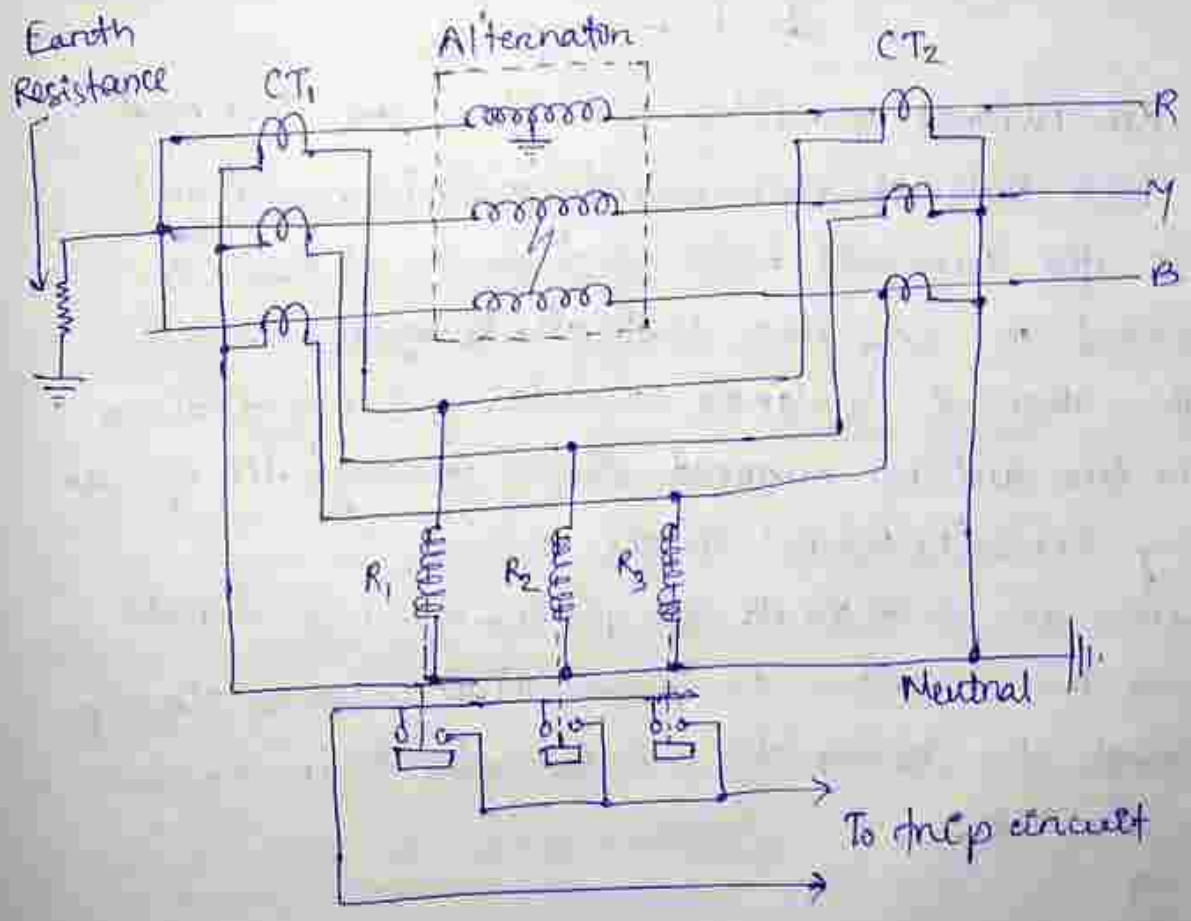 Earth
Resistance
CT₁
Alternator
CT₂
R
Y
B
R₁
R₂
R₃
Neutral
To trip circuit